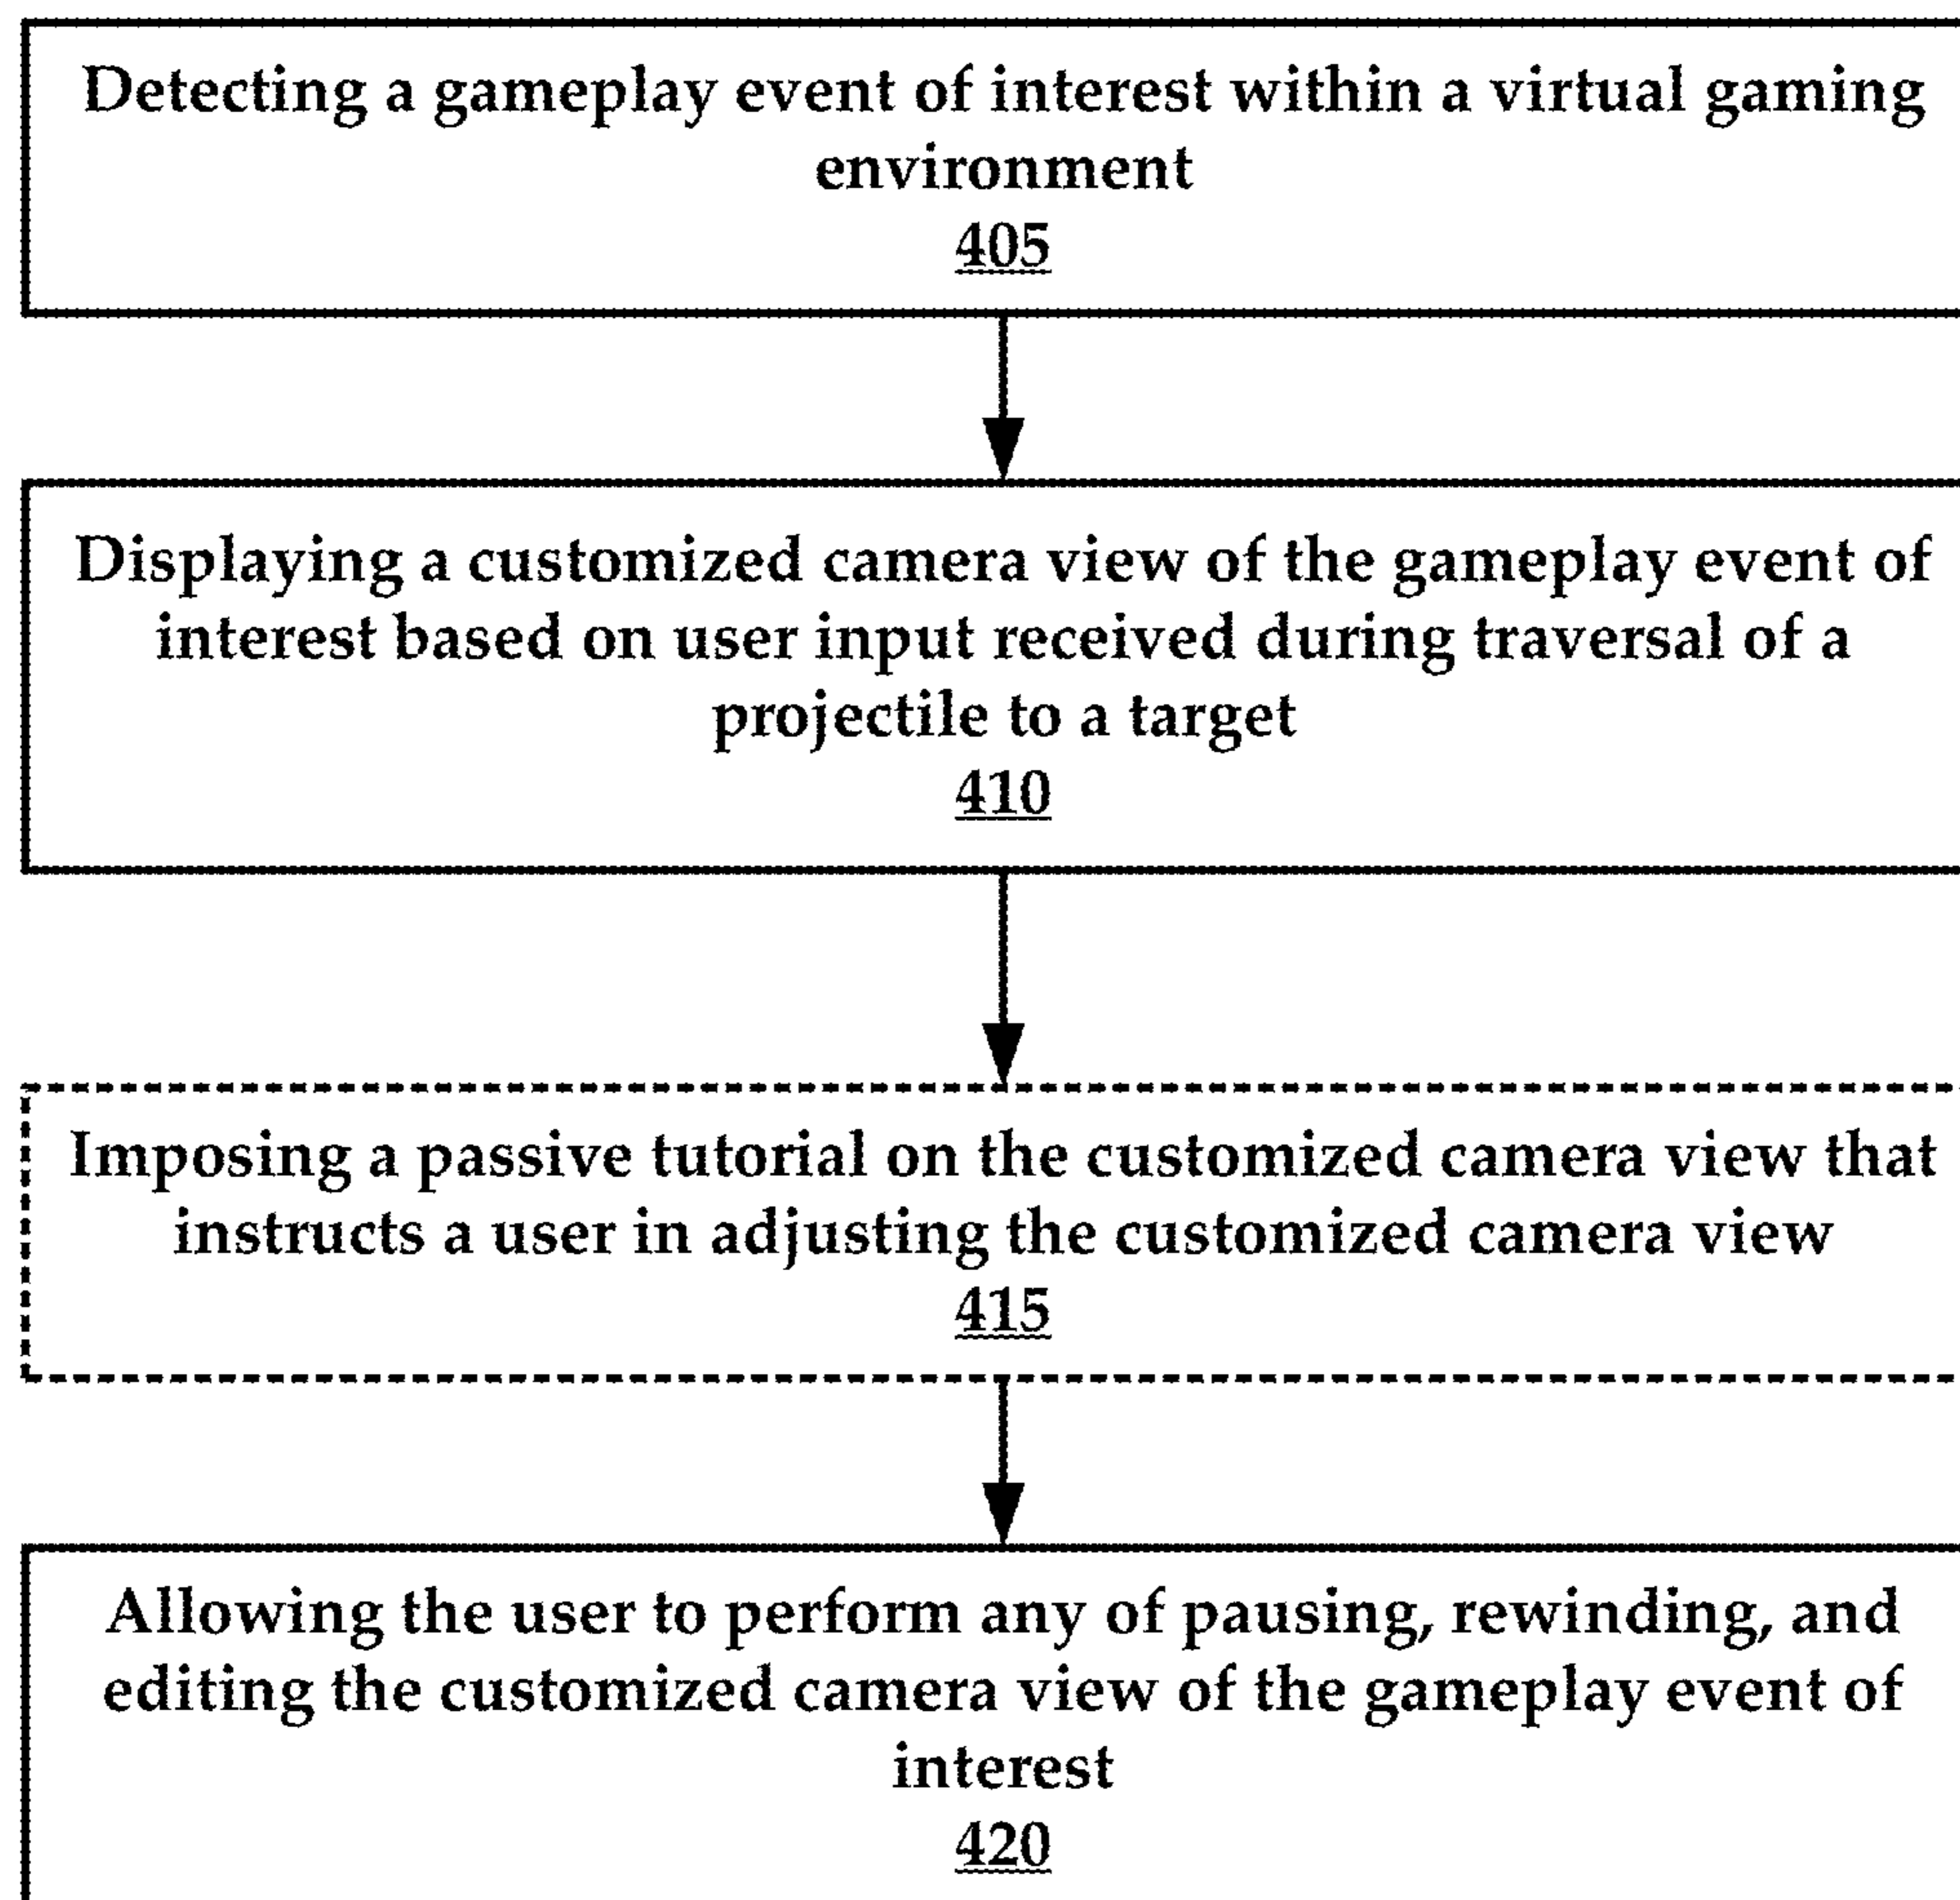 Detecting a gameplay event of interest within a virtual gaming
environment
405
Displaying a customized camera view of the gameplay event of
interest based on user input received during traversal of a
projectile to a target
410
Imposing a passive tutorial on the customized camera view that
instructs a user in adjusting the customized camera view
415
Allowing the user to perform any of pausing, rewinding, and
editing the customized camera view of the gameplay event of
interest
420